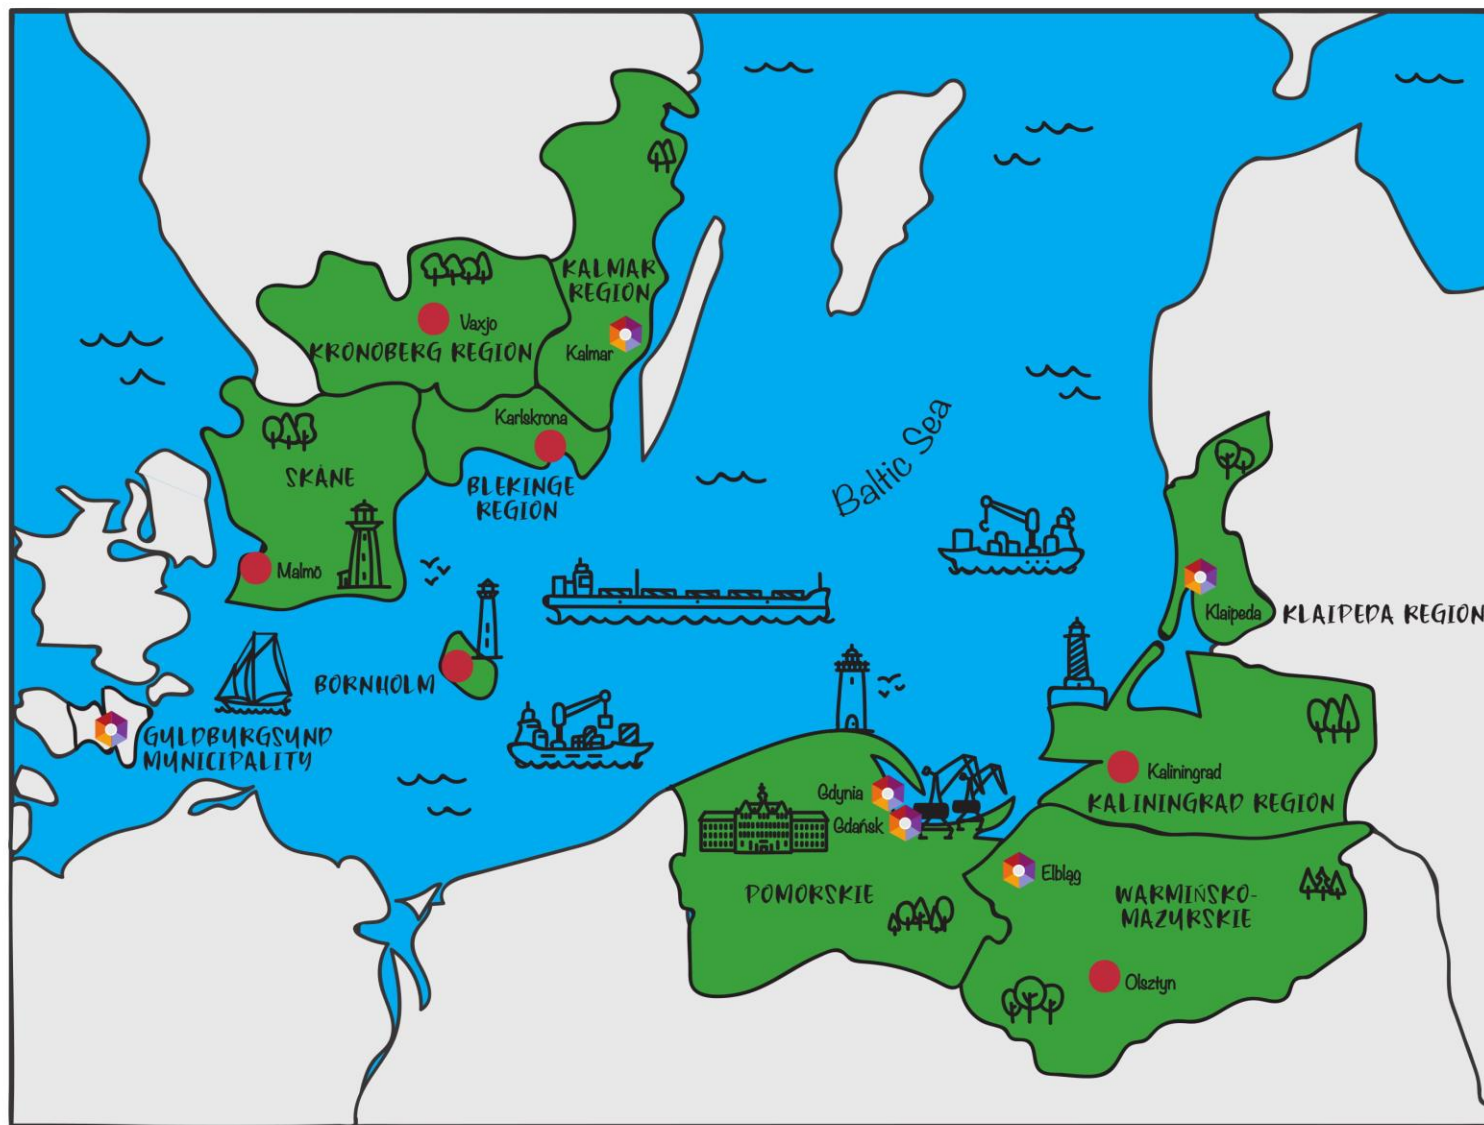 KALMAR
REGION
Vaxjo
KRONOBERG REGION
Kalmar
Karlskrona
SKÅNE
BLEKINGE
REGION
Baltic Sea
Malmö
Klaipeda
KLAIPEDA REGION
BORNHOLM
GULDBURGSUND
MUNICIPALITY
Gdynia
Gdańsk
Kaliningrad
KALININGRAD REGION
Elbląg
POMORSKIE
WARMIŃSKO-
MAZURSKIE
Olsztyn